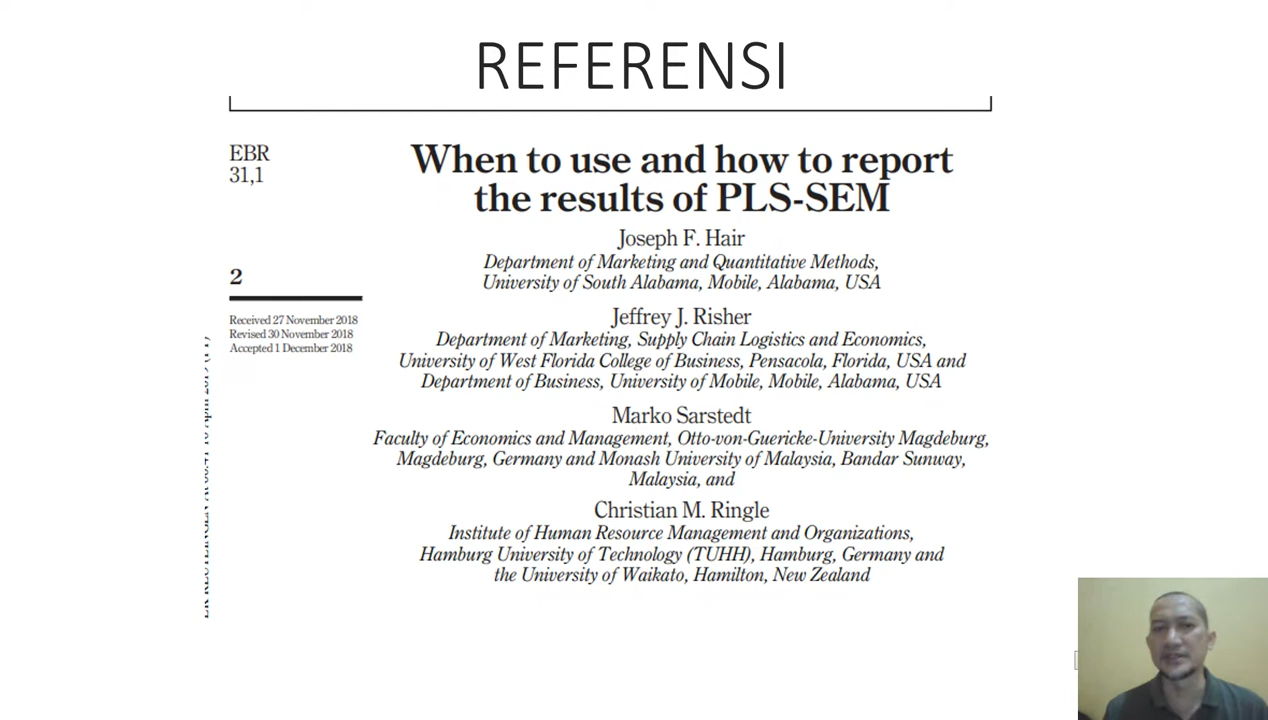 REFERENSI
EBR
31,1
2
Received 27 November 2018
Revised 30 November 2018
Accepted 1 December 2018
When to use and how to report
the results of PLS-SEM
Joseph F. Hair
Department of Marketing and Quantitative Methods,
University of South Alabama, Mobile, Alabama, USA
Jeffrey J. Risher
Department of Marketing, Supply Chain Logistics and Economics,
University of West Florida College of Business, Pensacola, Florida, USA and
Department of Business, University of Mobile, Mobile, Alabama, USA
Marko Sarstedt
Faculty of Economics and Management, Otto-von-Guericke-University Magdeburg,
Magdeburg, Germany and Monash University of Malaysia, Bandar Sunway,
Malaysia, and
Christian M. Ringle
Institute of Human Resource Management and Organizations,
Hamburg University of Technology (TUHH), Hamburg, Germany and
the University of Waikato, Hamilton, New Zealand